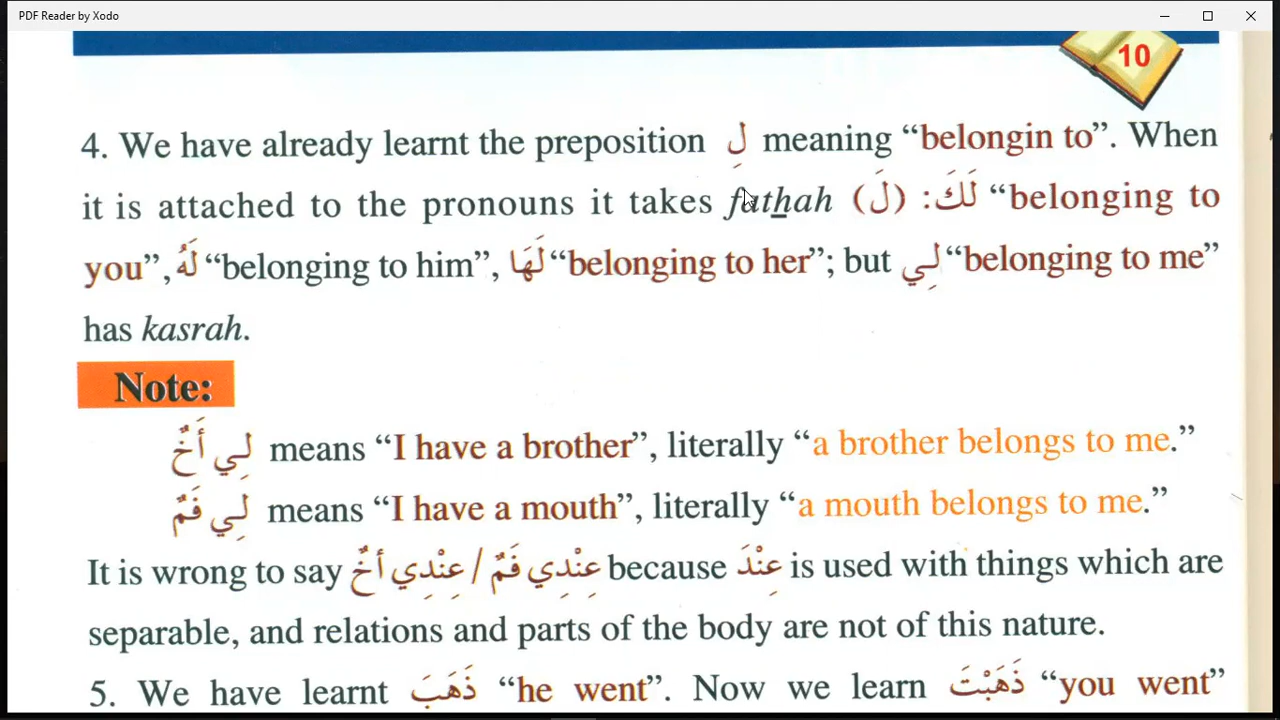 PDF Reader by Xodo
10
4. We have already learnt the preposition لِ meaning “belongin to”. When
it is attached to the pronouns it takes fathah (لَ) :لَكَ “belonging to
you”, لَهُ “belonging to him”, لَهَا “belonging to her”; but لِي “belonging to me”
has kasrah.
Note:
لِي أَخٌ means “I have a brother”, literally “a brother belongs to me.”
لِي فَمٌ means “I have a mouth”, literally “a mouth belongs to me.”
It is wrong to say عِنْدِي فَمٌ / عِنْدِي أخٌ because عِنْدَ is used with things which are
separable, and relations and parts of the body are not of this nature.
5. We have learnt ذَهَبَ “he went”. Now we learn ذَهَبْتَ “you went”